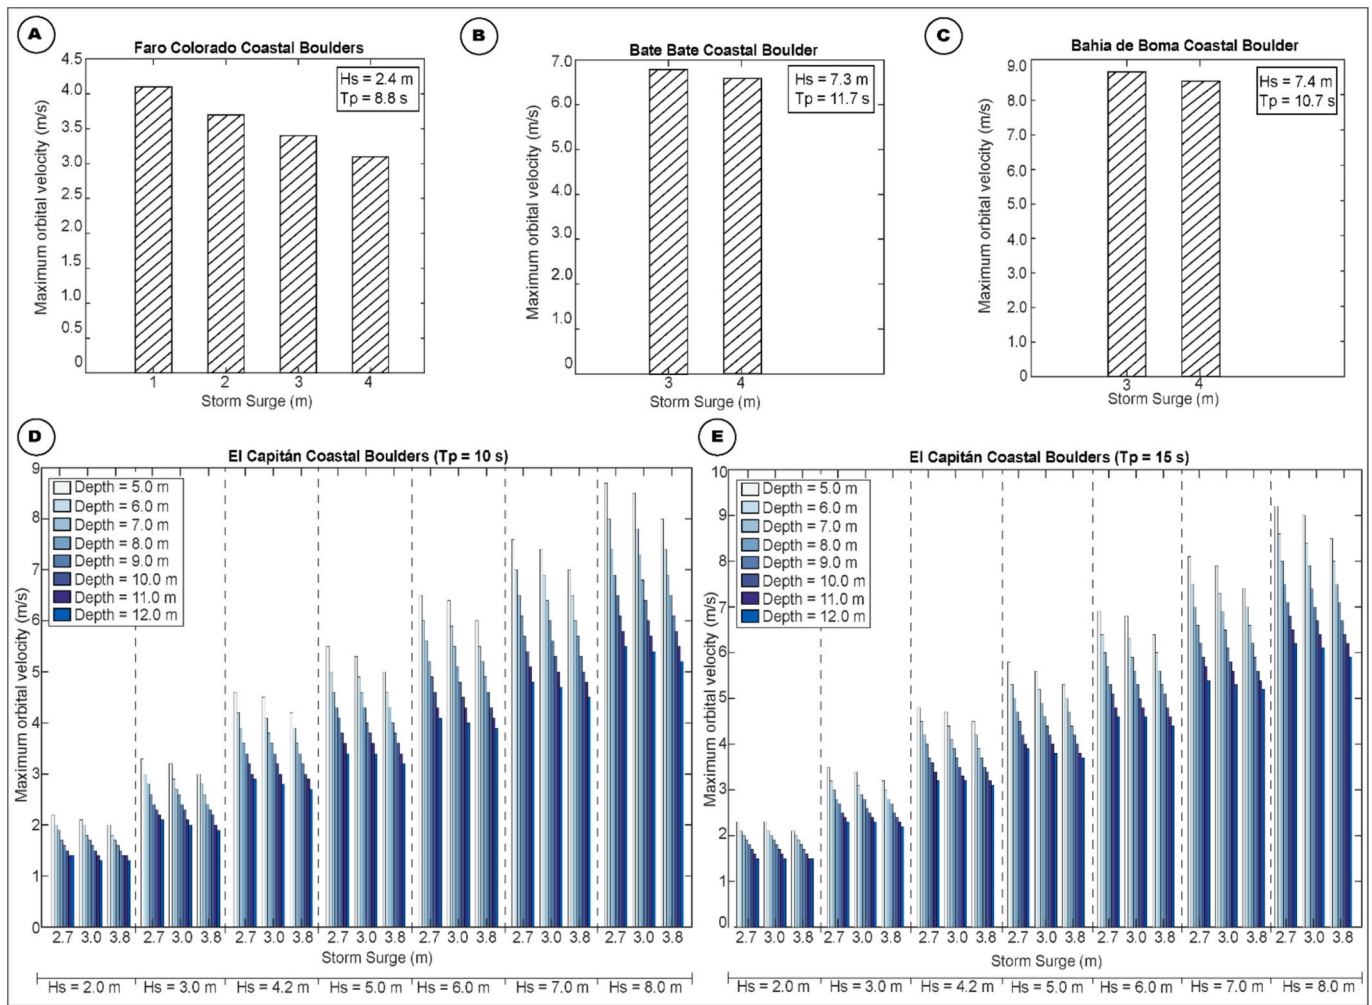 A
Faro Colorado Coastal Boulders
Hs = 2.4 m
Tp = 8.8 s
Maximum orbital velocity (m/s)
4.5
4.0
3.5
3.0
2.5
2.0
1.5
1.0
0.5
0
1 2 3 4
Storm Surge (m)
B
Bate Bate Coastal Boulder
Hs = 7.3 m
Tp = 11.7 s
Maximum orbital velocity (m/s)
7.0
6.0
5.0
4.0
3.0
2.0
1.0
0
3 4
Storm Surge (m)
C
Bahia de Boma Coastal Boulder
Hs = 7.4 m
Tp = 10.7 s
Maximum orbital velocity (m/s)
9.0
8.0
7.0
6.0
5.0
4.0
3.0
2.0
1.0
0
3 4
Storm Surge (m)
D
El Capitán Coastal Boulders (Tp = 10 s)
Depth = 5.0 m
Depth = 6.0 m
Depth = 7.0 m
Depth = 8.0 m
Depth = 9.0 m
Depth = 10.0 m
Depth = 11.0 m
Depth = 12.0 m
Maximum orbital velocity (m/s)
9
8
7
6
5
4
3
2
1
0
2.7 3.0 3.8 2.7 3.0 3.8 2.7 3.0 3.8 2.7 3.0 3.8 2.7 3.0 3.8 2.7 3.0 3.8 2.7 3.0 3.8
Storm Surge (m)
Hs = 2.0 m Hs = 3.0 m Hs = 4.2 m Hs = 5.0 m Hs = 6.0 m Hs = 7.0 m Hs = 8.0 m
E
El Capitán Coastal Boulders (Tp = 15 s)
Depth = 5.0 m
Depth = 6.0 m
Depth = 7.0 m
Depth = 8.0 m
Depth = 9.0 m
Depth = 10.0 m
Depth = 11.0 m
Depth = 12.0 m
Maximum orbital velocity (m/s)
10
9
8
7
6
5
4
3
2
1
0
2.7 3.0 3.8 2.7 3.0 3.8 2.7 3.0 3.8 2.7 3.0 3.8 2.7 3.0 3.8 2.7 3.0 3.8 2.7 3.0 3.8
Storm Surge (m)
Hs = 2.0 m Hs = 3.0 m Hs = 4.2 m Hs = 5.0 m Hs = 6.0 m Hs = 7.0 m Hs = 8.0 m